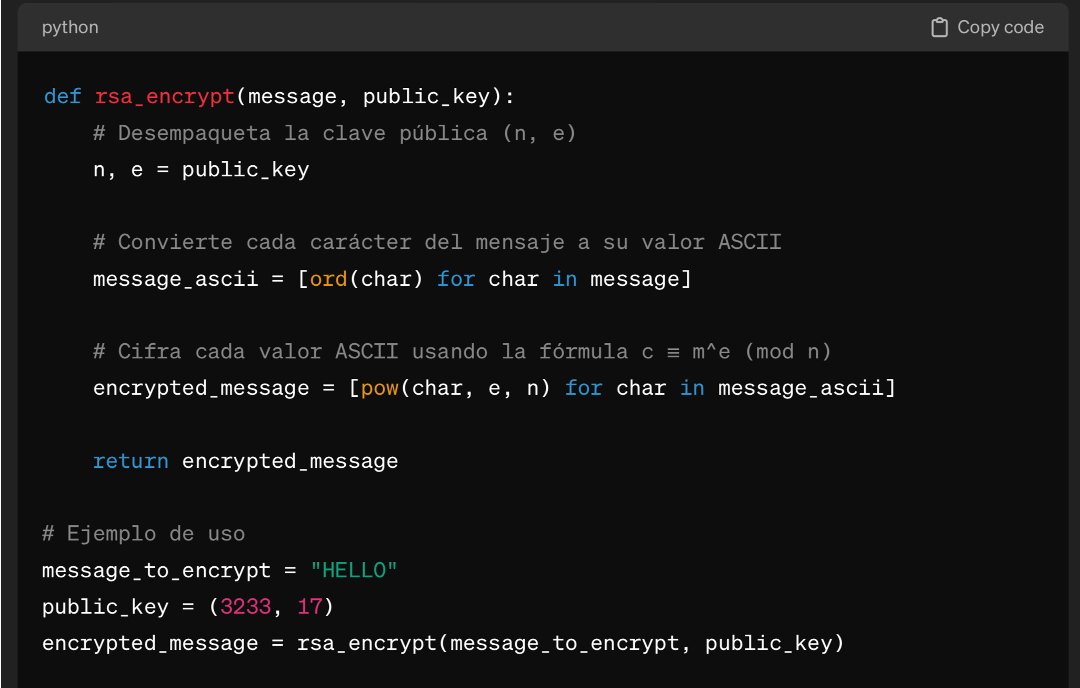 python Copy code
def rsa_encrypt(message, public_key):
# Desempaqueta la clave pública (n, e)
n, e = public_key
# Convierte cada carácter del mensaje a su valor ASCII
message_ascii = [ord(char) for char in message]
# Cifra cada valor ASCII usando la fórmula c ≡ m^e (mod n)
encrypted_message = [pow(char, e, n) for char in message_ascii]
return encrypted_message
# Ejemplo de uso
message_to_encrypt = "HELLO"
public_key = (3233, 17)
encrypted_message = rsa_encrypt(message_to_encrypt, public_key)